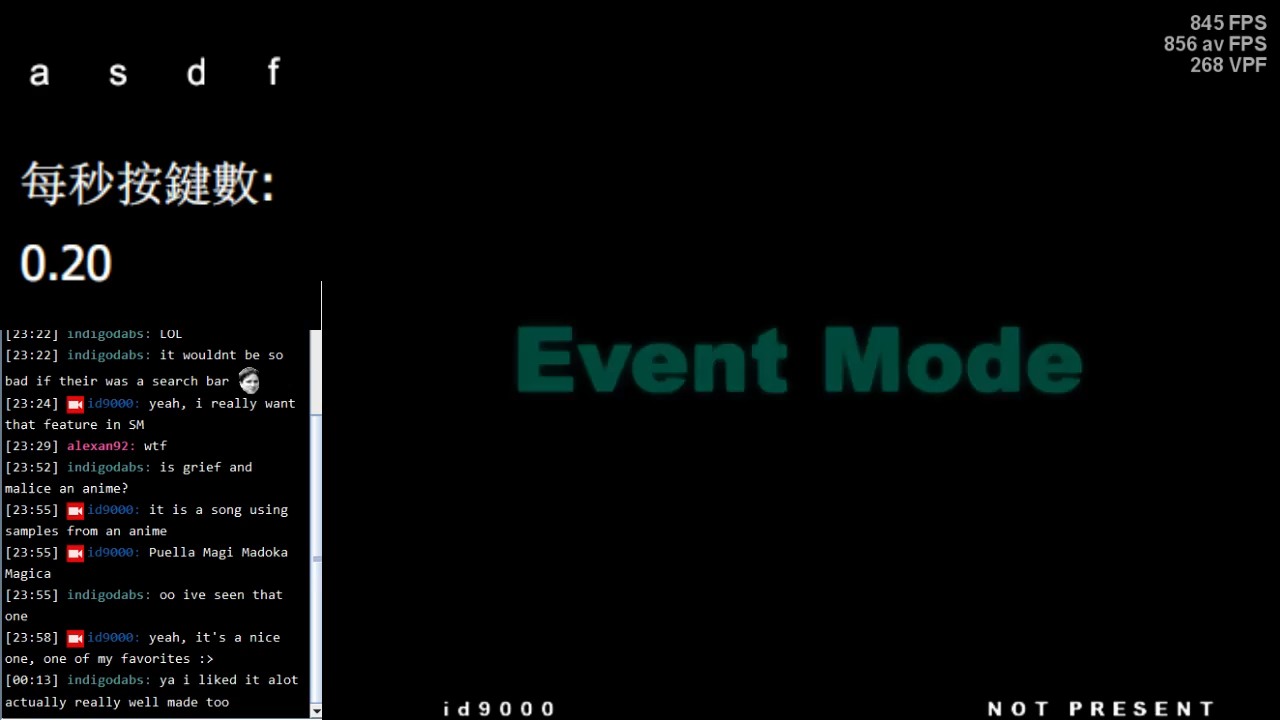 845 FPS
856 av FPS
268 VPF
a s d f
每秒按鍵數:
0.20
[23:22] indigodabs: LOL
[23:22] indigodabs: it wouldnt be so
bad if their was a search bar
[23:24] id9000: yeah, i really want
that feature in SM
[23:29] alexan92: wtf
[23:52] indigodabs: is grief and
malice an anime?
[23:55] id9000: it is a song using
samples from an anime
[23:55] id9000: Puella Magi Madoka
Magica
[23:55] indigodabs: oo ive seen that
one
[23:58] id9000: yeah, it's a nice
one, one of my favorites :>
[00:13] indigodabs: ya i liked it alot
actually really well made too
Event Mode
id9000
NOT PRESENT